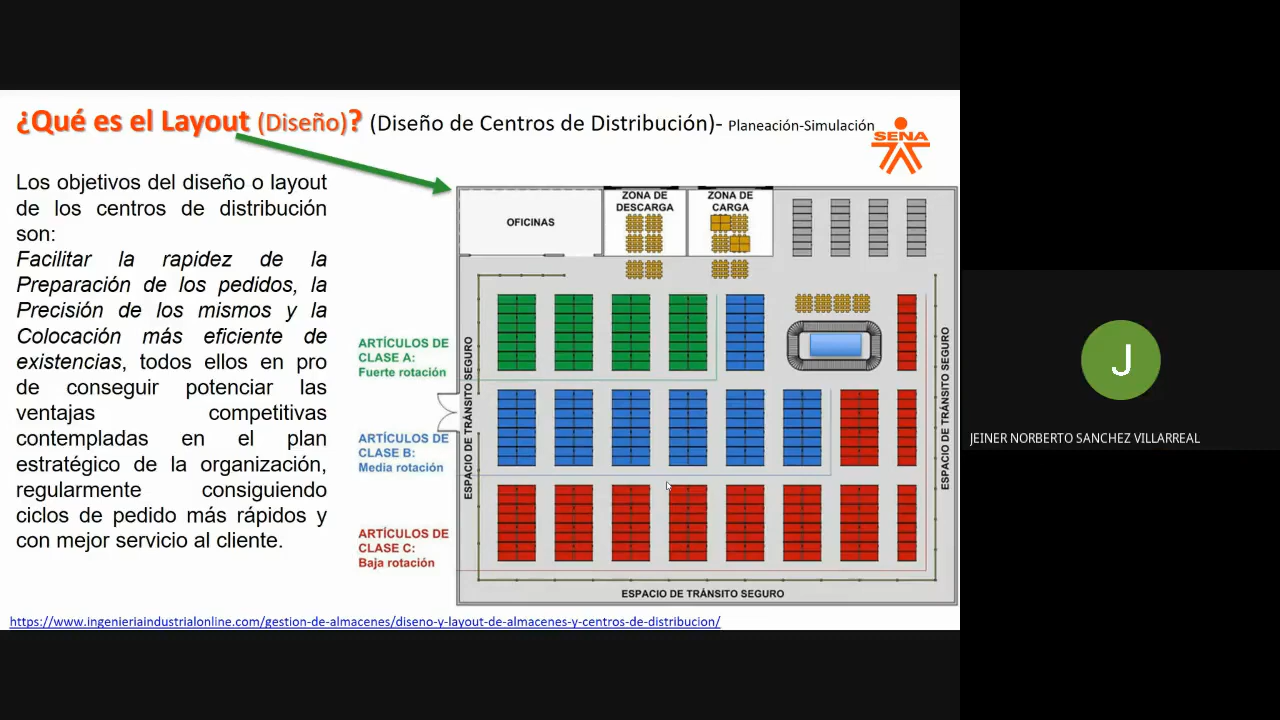 ¿Qué es el Layout (Diseño)? (Diseño de Centros de Distribución)- Planeación-Simulación
SENA
Los objetivos del diseño o layout
de los centros de distribución
son:
Facilitar la rapidez de la
Preparación de los pedidos, la
Precisión de los mismos y la
Colocación más eficiente de
existencias, todos ellos en pro
de conseguir potenciar las
ventajas competitivas
contempladas en el plan
estratégico de la organización,
regularmente consiguiendo
ciclos de pedido más rápidos y
con mejor servicio al cliente.
OFICINAS
ZONA DE
DESCARGA
ZONA DE
CARGA
ARTÍCULOS DE
CLASE A:
Fuerte rotación
ARTÍCULOS DE
CLASE B:
Media rotación
ARTÍCULOS DE
CLASE C:
Baja rotación
ESPACIO DE TRÁNSITO SEGURO
ESPACIO DE TRÁNSITO SEGURO
ESPACIO DE TRÁNSITO SEGURO
https://www.ingenieriaindustrialonline.com/gestion-de-almacenes/diseno-y-layout-de-almacenes-y-centros-de-distribucion/
J
JEINER NORBERTO SANCHEZ VILLARREAL